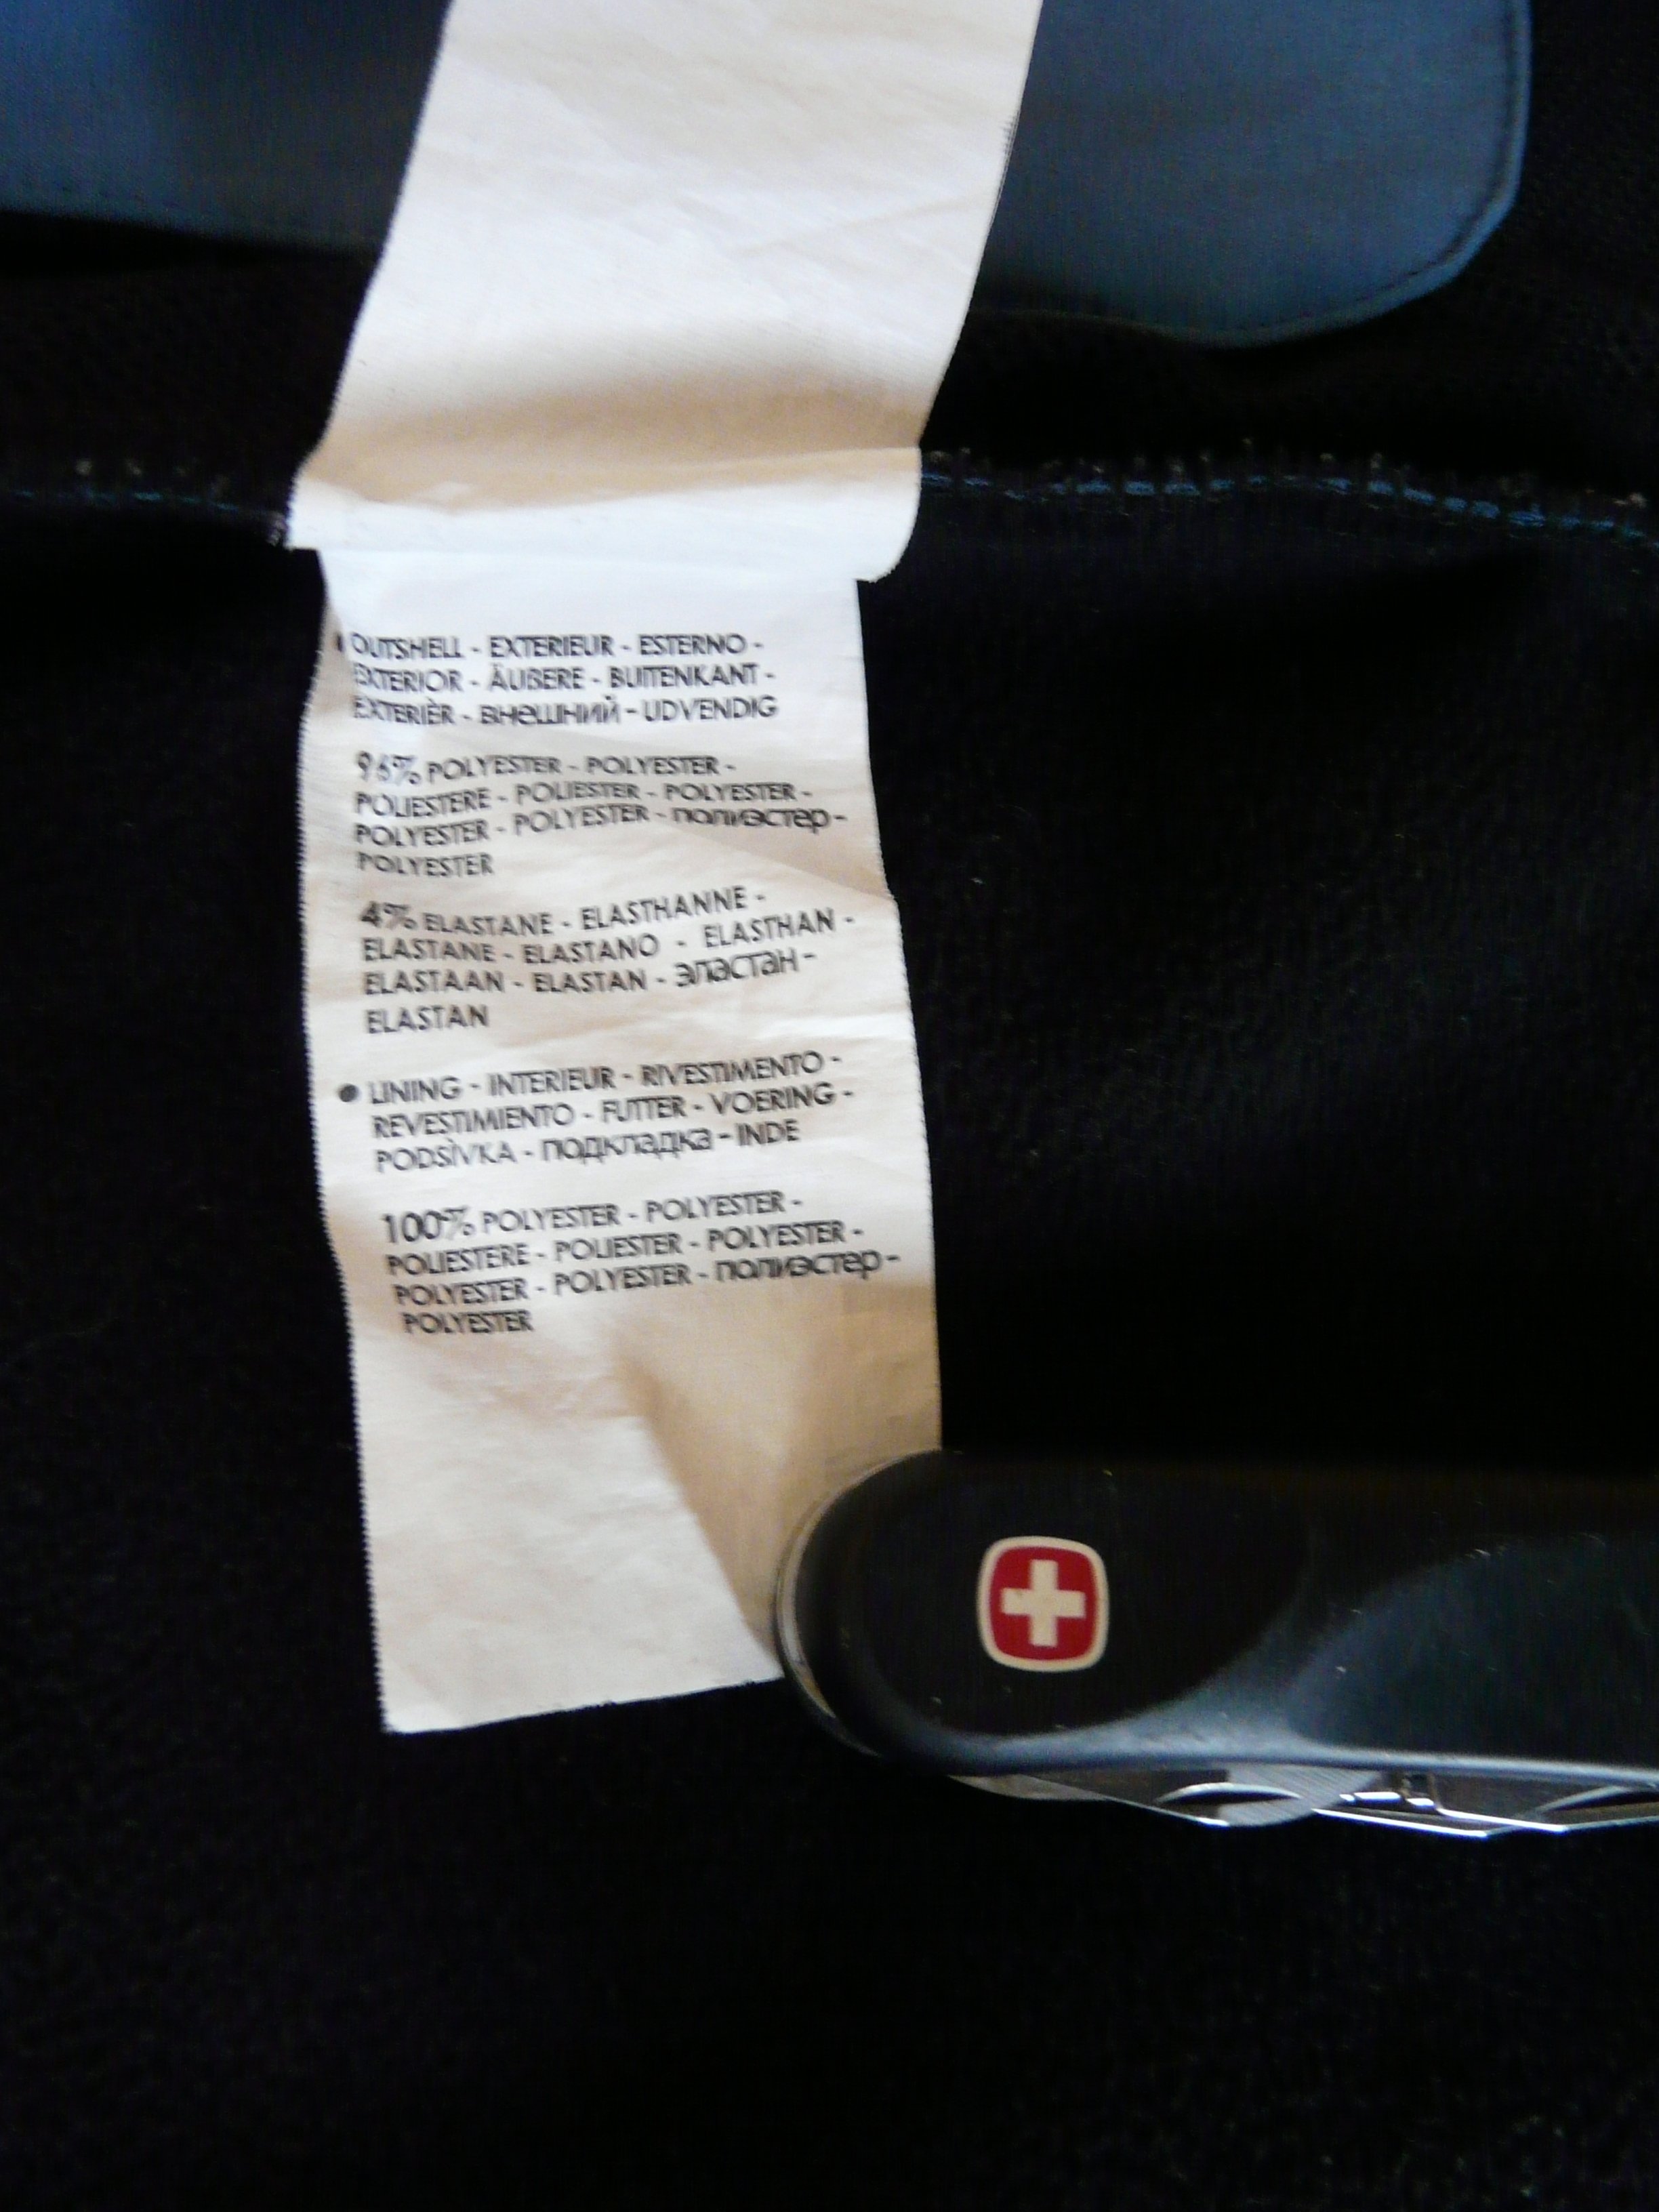 OUTSHELL - EXTERIEUR - ESTERNO -
EXTERIOR - ÄUßERE - BUITENKANT -
EXTERIÈR - внешний - UDVENDIG
96% POLYESTER - POLYESTER -
POLIESTERE - POLIESTER - POLYESTER -
POLYESTER - POLYESTER - полиэстер -
POLYESTER
4% ELASTANE - ELASTHANNE -
ELASTANE - ELASTANO - ELASTHAN -
ELASTAAN - ELASTAN - эластан -
ELASTAN
• LINING - INTERIEUR - RIVESTIMENTO -
REVESTIMIENTO - FUTTER - VOERING -
PODSÌVKA - подкладка - INDE
100% POLYESTER - POLYESTER -
POLIESTERE - POLIESTER - POLYESTER -
POLYESTER - POLYESTER - полиэстер -
POLYESTER